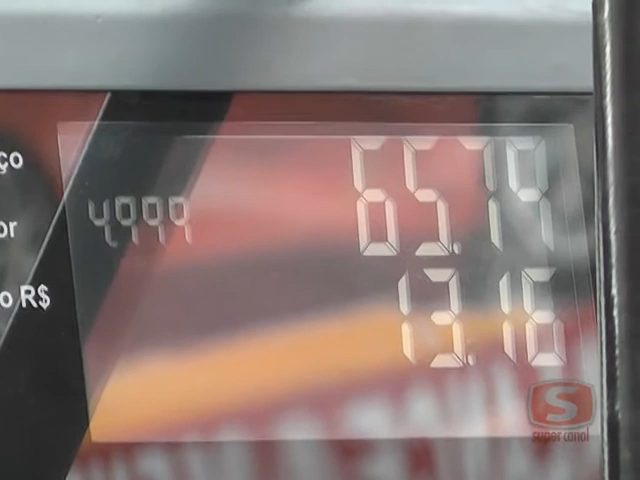 ço
65.79
4999
or
o R$
13.16
S
super canal